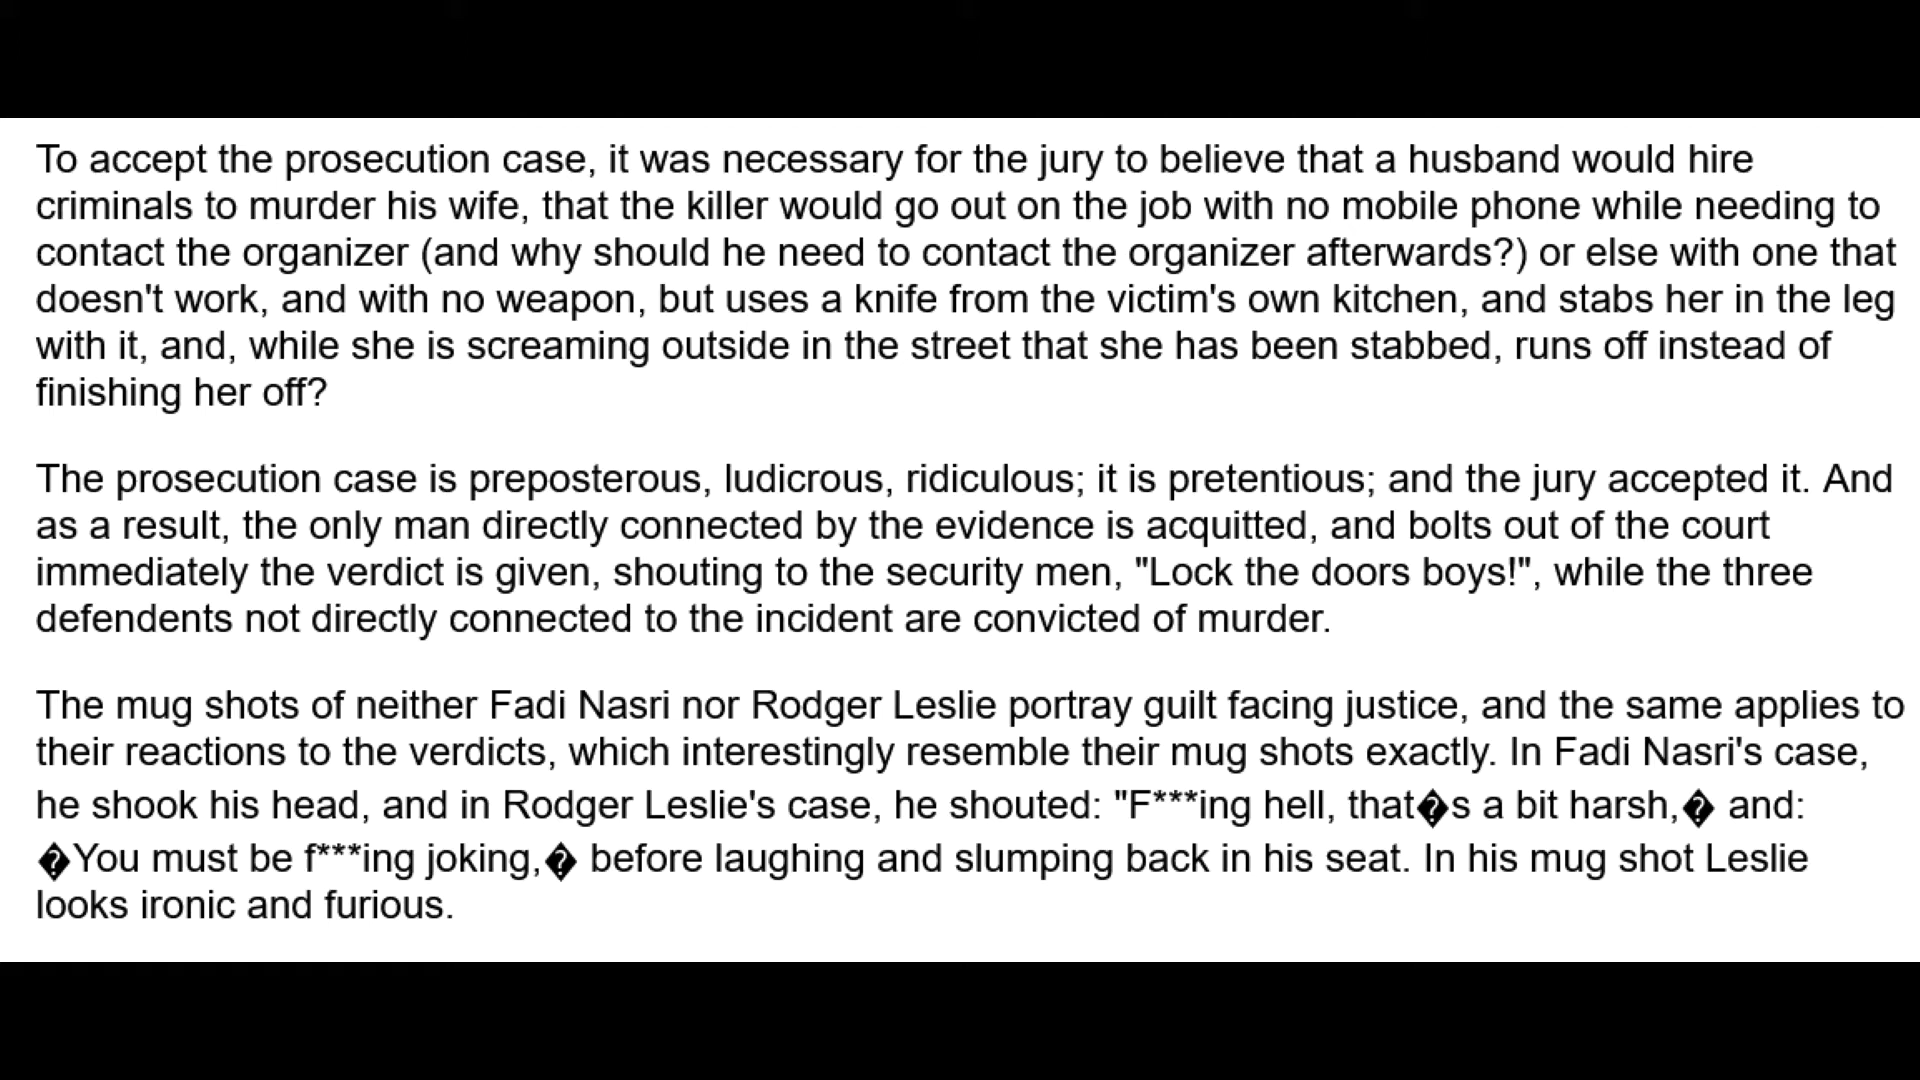 To accept the prosecution case, it was necessary for the jury to believe that a husband would hire
criminals to murder his wife, that the killer would go out on the job with no mobile phone while needing to
contact the organizer (and why should he need to contact the organizer afterwards?) or else with one that
doesn't work, and with no weapon, but uses a knife from the victim's own kitchen, and stabs her in the leg
with it, and, while she is screaming outside in the street that she has been stabbed, runs off instead of
finishing her off?
The prosecution case is preposterous, ludicrous, ridiculous; it is pretentious; and the jury accepted it. And
as a result, the only man directly connected by the evidence is acquitted, and bolts out of the court
immediately the verdict is given, shouting to the security men, "Lock the doors boys!", while the three
defendents not directly connected to the incident are convicted of murder.
The mug shots of neither Fadi Nasri nor Rodger Leslie portray guilt facing justice, and the same applies to
their reactions to the verdicts, which interestingly resemble their mug shots exactly. In Fadi Nasri's case,
he shook his head, and in Rodger Leslie's case, he shouted: "F***ing hell, that�s a bit harsh,� and:
�You must be f***ing joking,� before laughing and slumping back in his seat. In his mug shot Leslie
looks ironic and furious.